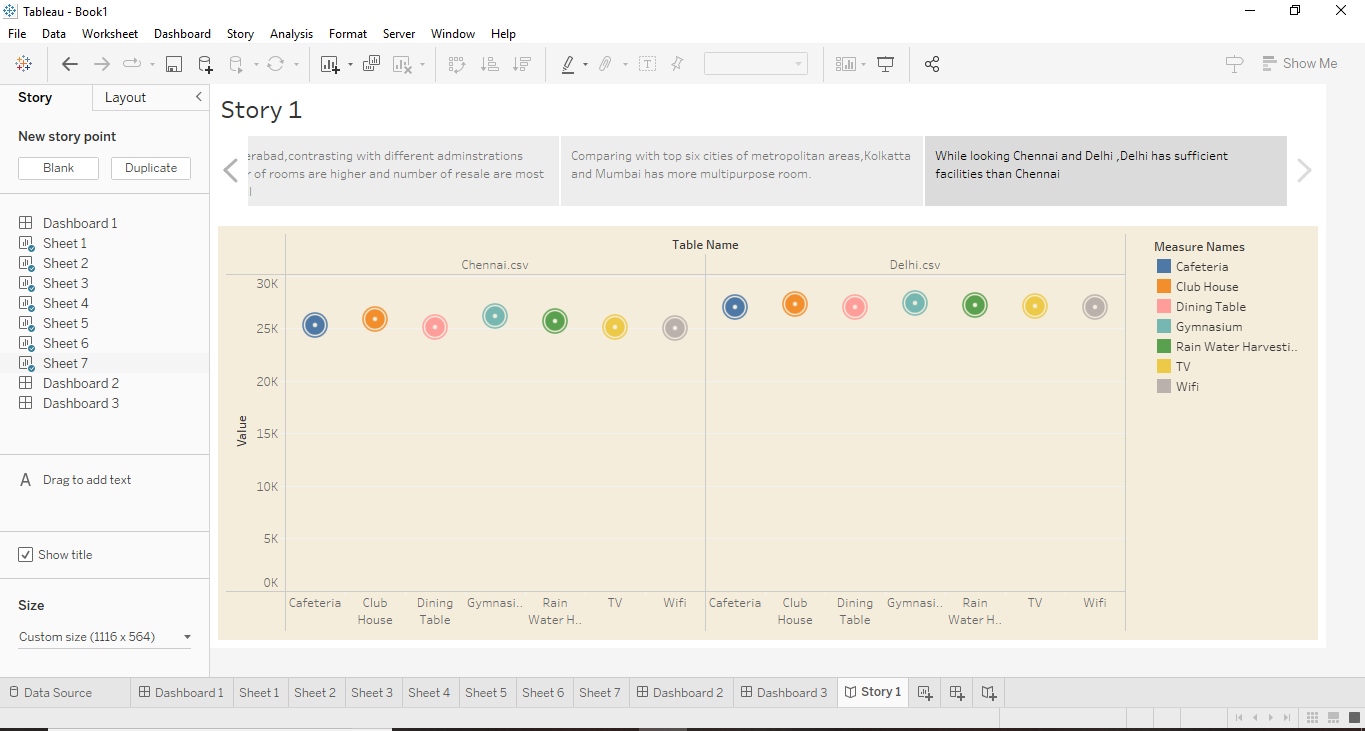 Tableau - Book1
File Data Worksheet Dashboard Story Analysis Format Server Window Help
Show Me
Story Layout
New story point
Blank Duplicate
Dashboard 1
Sheet 1
Sheet 2
Sheet 3
Sheet 4
Sheet 5
Sheet 6
Sheet 7
Dashboard 2
Dashboard 3
A Drag to add text
Show title
Size
Custom size (1116 x 564)
Story 1
erabad,contrasting with different adminstrations
r of rooms are higher and number of resale are most
Comparing with top six cities of metropolitan areas,Kolkatta
and Mumbai has more multipurpose room.
While looking Chennai and Delhi ,Delhi has sufficient
facilities than Chennai
Table Name
Chennai.csv Delhi.csv
Value
30K
25K
20K
15K
10K
5K
0K
Cafeteria Club House Dining Table Gymnasi.. Rain Water H.. TV Wifi Cafeteria Club House Dining Table Gymnasi.. Rain Water H.. TV Wifi
Measure Names
Cafeteria
Club House
Dining Table
Gymnasium
Rain Water Harvesti..
TV
Wifi
Data Source Dashboard 1 Sheet 1 Sheet 2 Sheet 3 Sheet 4 Sheet 5 Sheet 6 Sheet 7 Dashboard 2 Dashboard 3 Story 1